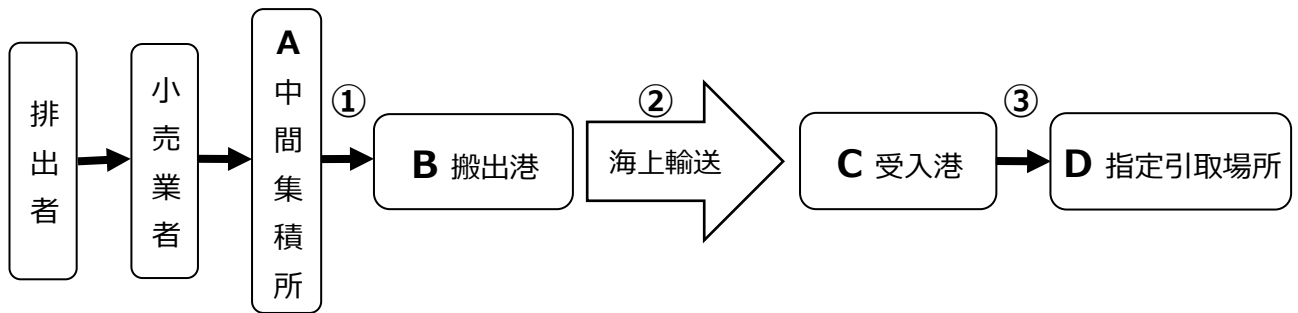 排出者
小売業者
A
中間集積所
①
B 搬出港
②
海上輸送
C 受入港
③
D 指定引取場所